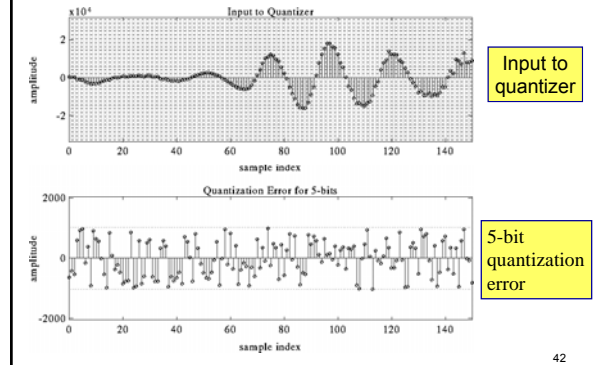 x10⁴
Input to Quantizer
amplitude
2
0
-2
0 20 40 60 80 100 120 140
sample index
Input to
quantizer
Quantization Error for 5-bits
amplitude
2000
0
-2000
0 20 40 60 80 100 120 140
sample index
5-bit
quantization
error
42